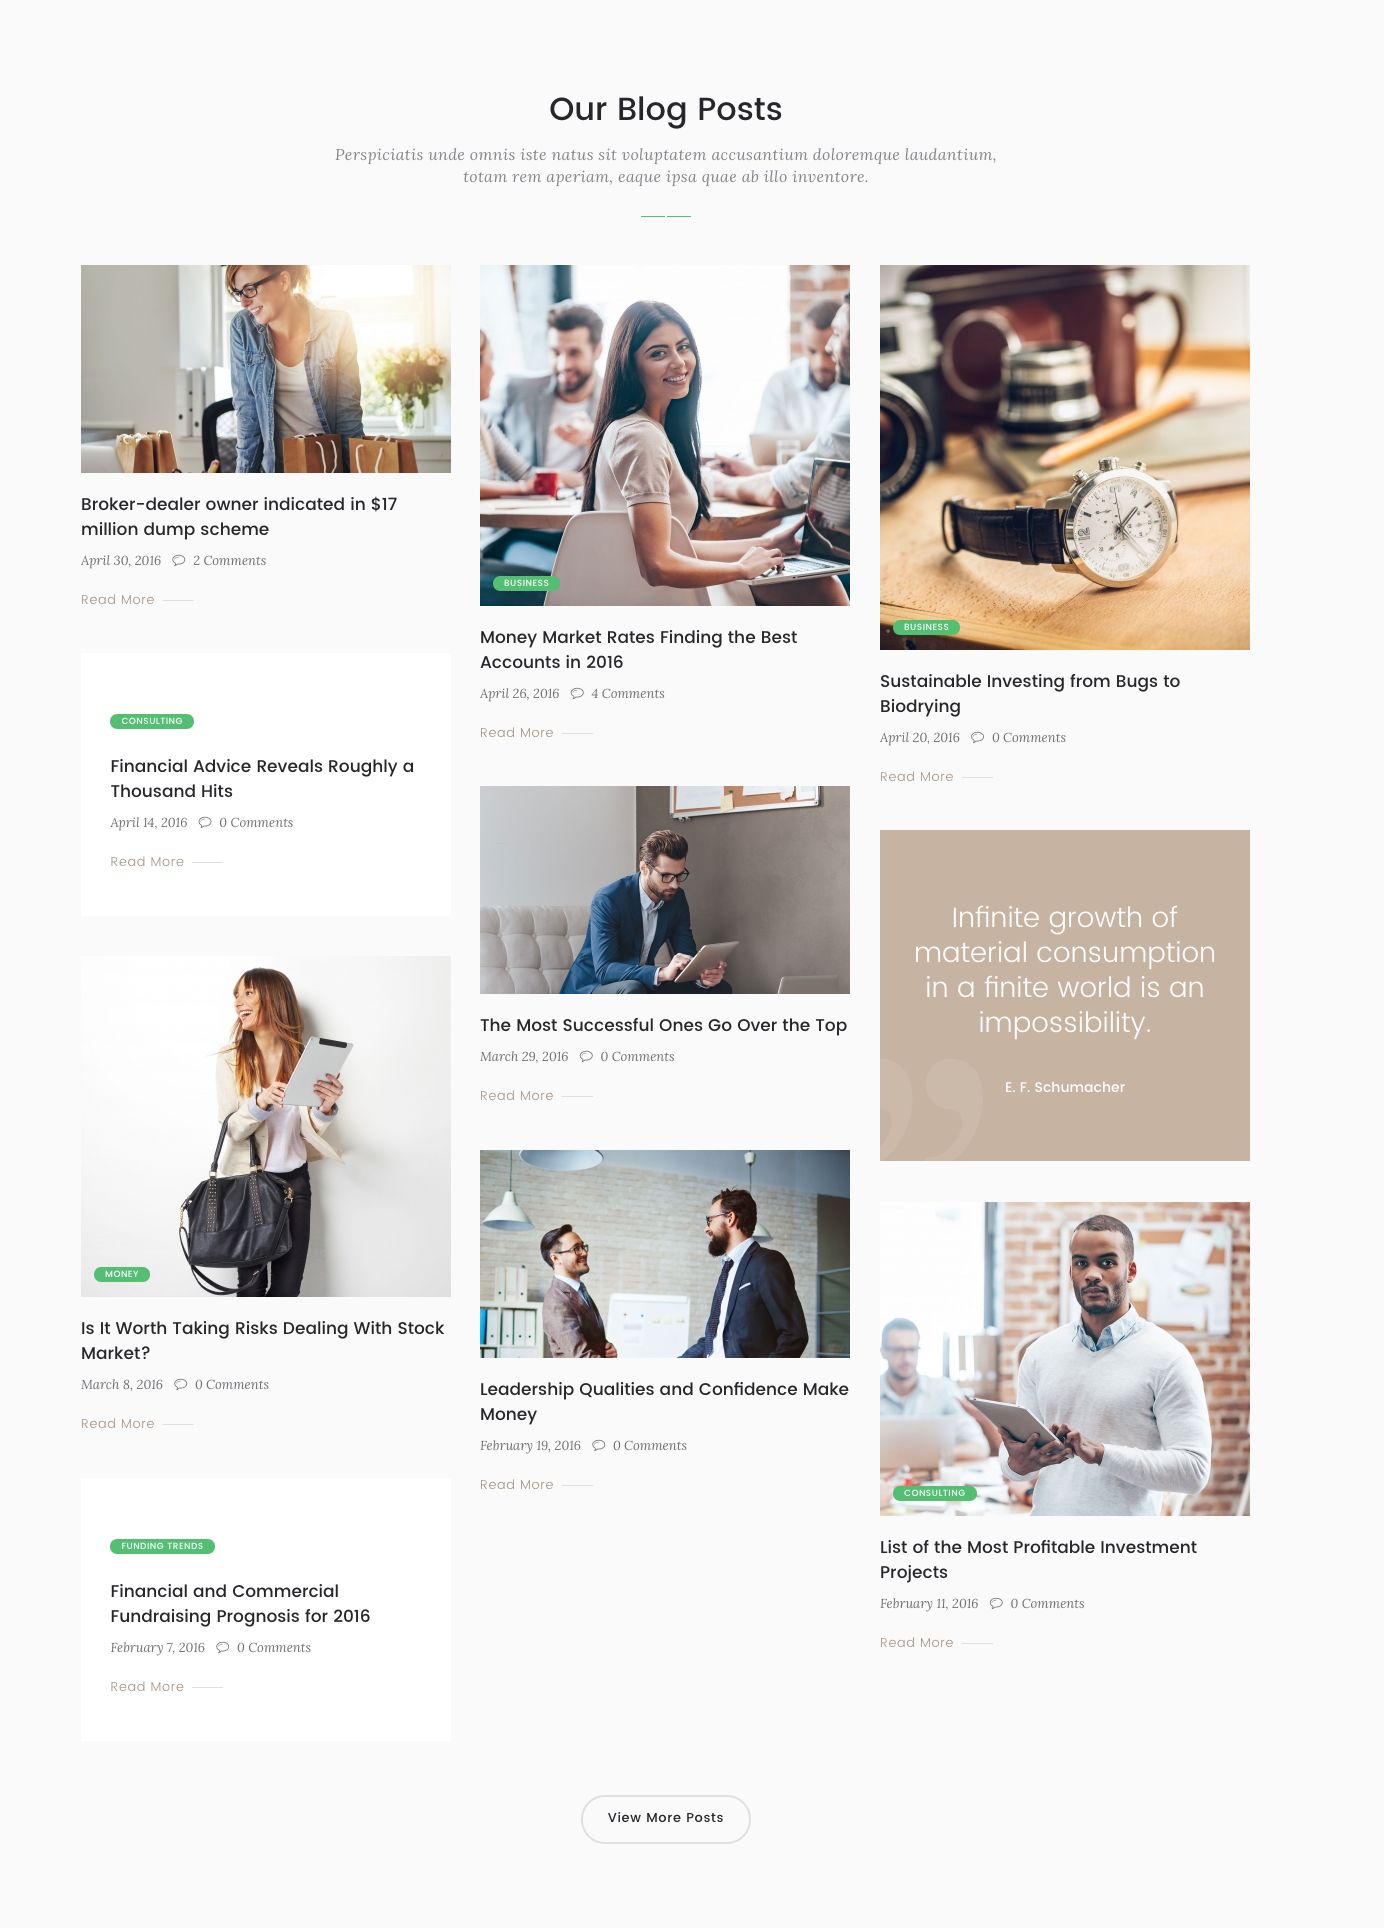 Our Blog Posts
Perspiciatis unde omnis iste natus sit voluptatem accusantium doloremque laudantium,
totam rem aperiam, eaque ipsa quae ab illo inventore.
Broker-dealer owner indicated in $17
million dump scheme
April 30, 2016 2 Comments
Read More
CONSULTING
Financial Advice Reveals Roughly a
Thousand Hits
April 14, 2016 0 Comments
Read More
MONEY
Is It Worth Taking Risks Dealing With Stock
Market?
March 8, 2016 0 Comments
Read More
FUNDING TRENDS
Financial and Commercial
Fundraising Prognosis for 2016
February 7, 2016 0 Comments
Read More
BUSINESS
Money Market Rates Finding the Best
Accounts in 2016
April 26, 2016 4 Comments
Read More
The Most Successful Ones Go Over the Top
March 29, 2016 0 Comments
Read More
Leadership Qualities and Confidence Make
Money
February 19, 2016 0 Comments
Read More
BUSINESS
Sustainable Investing from Bugs to
Biodrying
April 20, 2016 0 Comments
Read More
Infinite growth of
material consumption
in a finite world is an
impossibility.
E. F. Schumacher
CONSULTING
List of the Most Profitable Investment
Projects
February 11, 2016 0 Comments
Read More
View More Posts